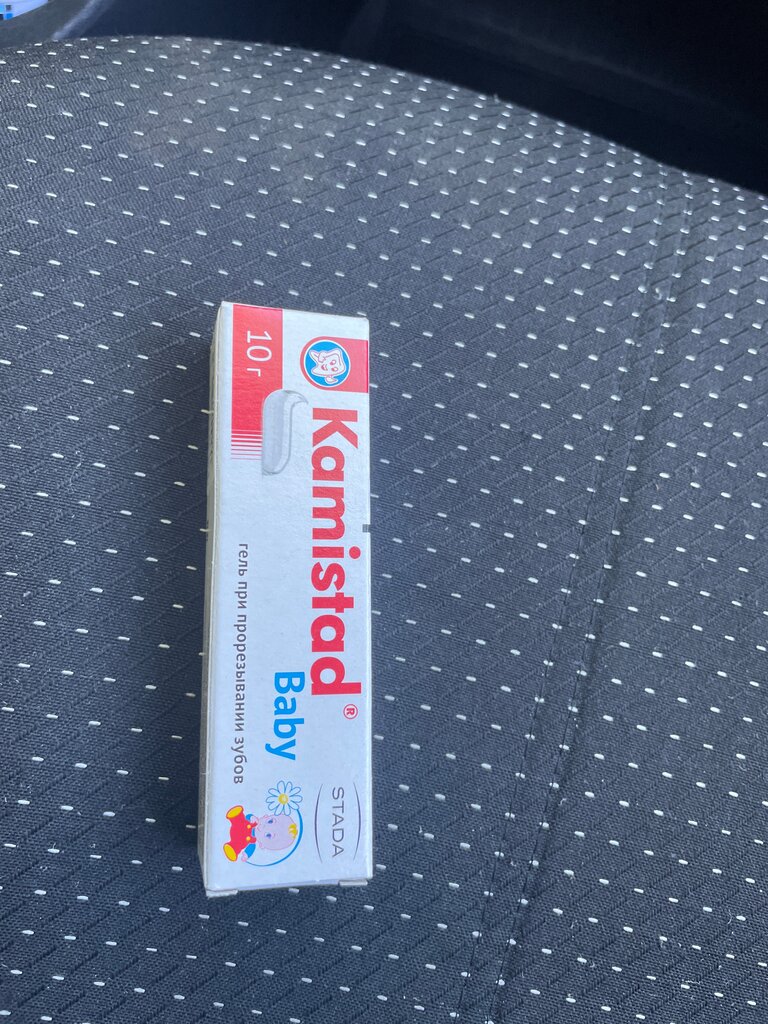 10 г
Kamistad®
Baby
гель при прорезывании зубов
STADA